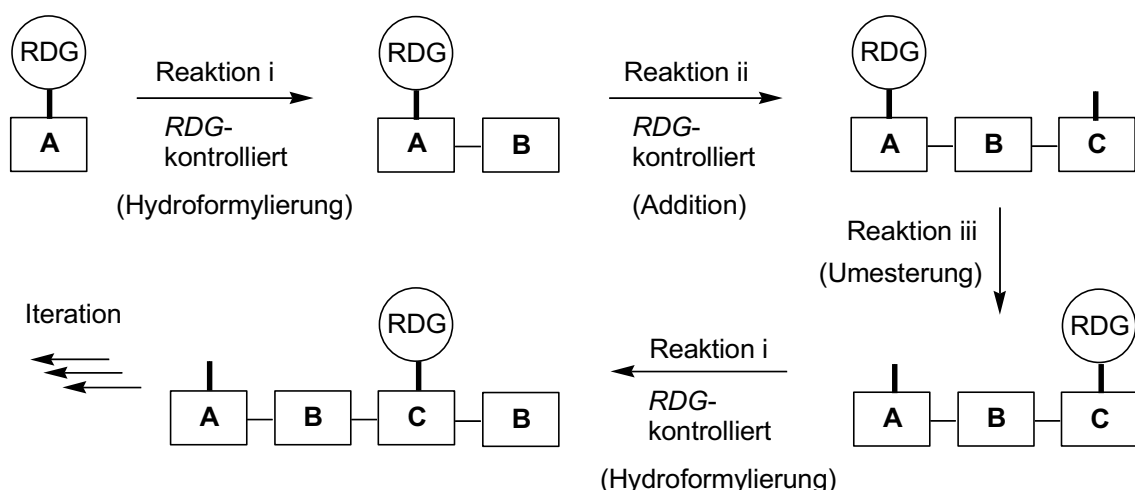 RDG
A
Reaktion i
RDG-
kontrolliert
(Hydroformylierung)
RDG
A
B
Reaktion ii
RDG-
kontrolliert
(Addition)
RDG
A
B
C
Reaktion iii
(Umesterung)
RDG
A
B
C
Reaktion i
RDG-
kontrolliert
(Hydroformylierung)
RDG
A
B
C
B
Iteration